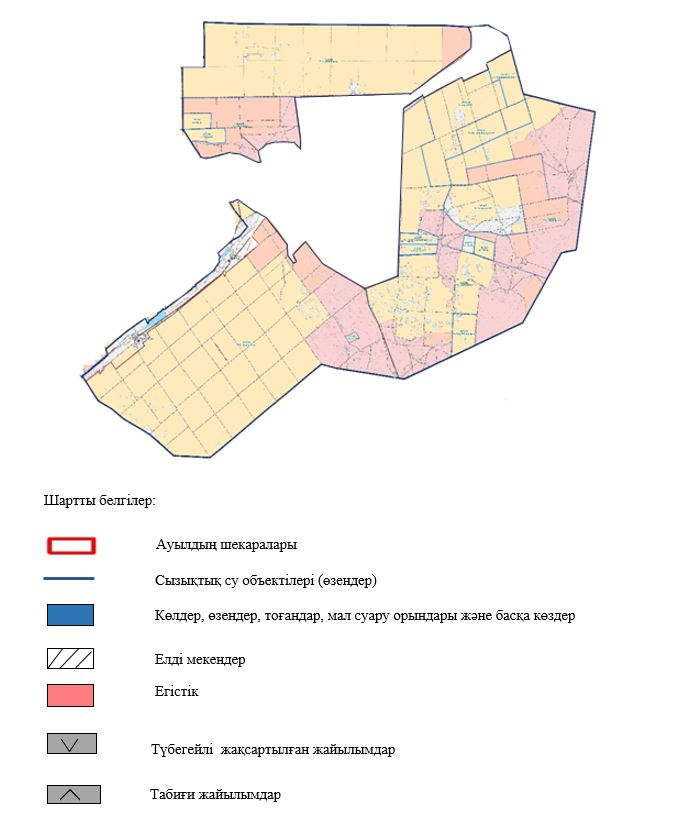 Шартты белгілер:
Ауылдың шекаралары
Сызықтық су объектілері (өзендер)
Көлдер, өзендер, тоғандар, мал суару орындары және басқа көздер
Елді мекендер
Егістік
Түбегейлі жақсартылған жайылымдар
Табиғи жайылымдар